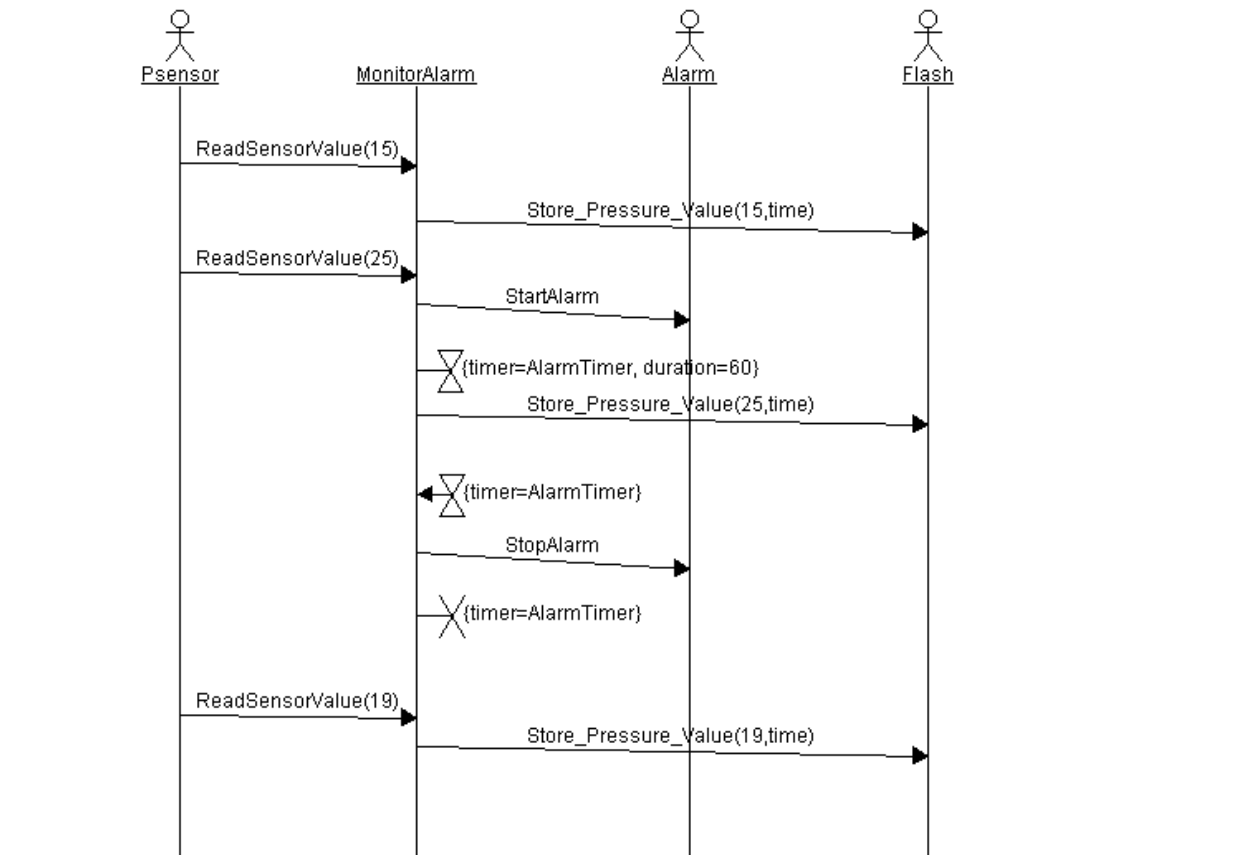 Psensor MonitorAlarm Alarm Flash
ReadSensorValue(15)
Store_Pressure_Value(15,time)
ReadSensorValue(25)
StartAlarm
{timer=AlarmTimer, duration=60}
Store_Pressure_Value(25,time)
{timer=AlarmTimer}
StopAlarm
{timer=AlarmTimer}
ReadSensorValue(19)
Store_Pressure_Value(19,time)